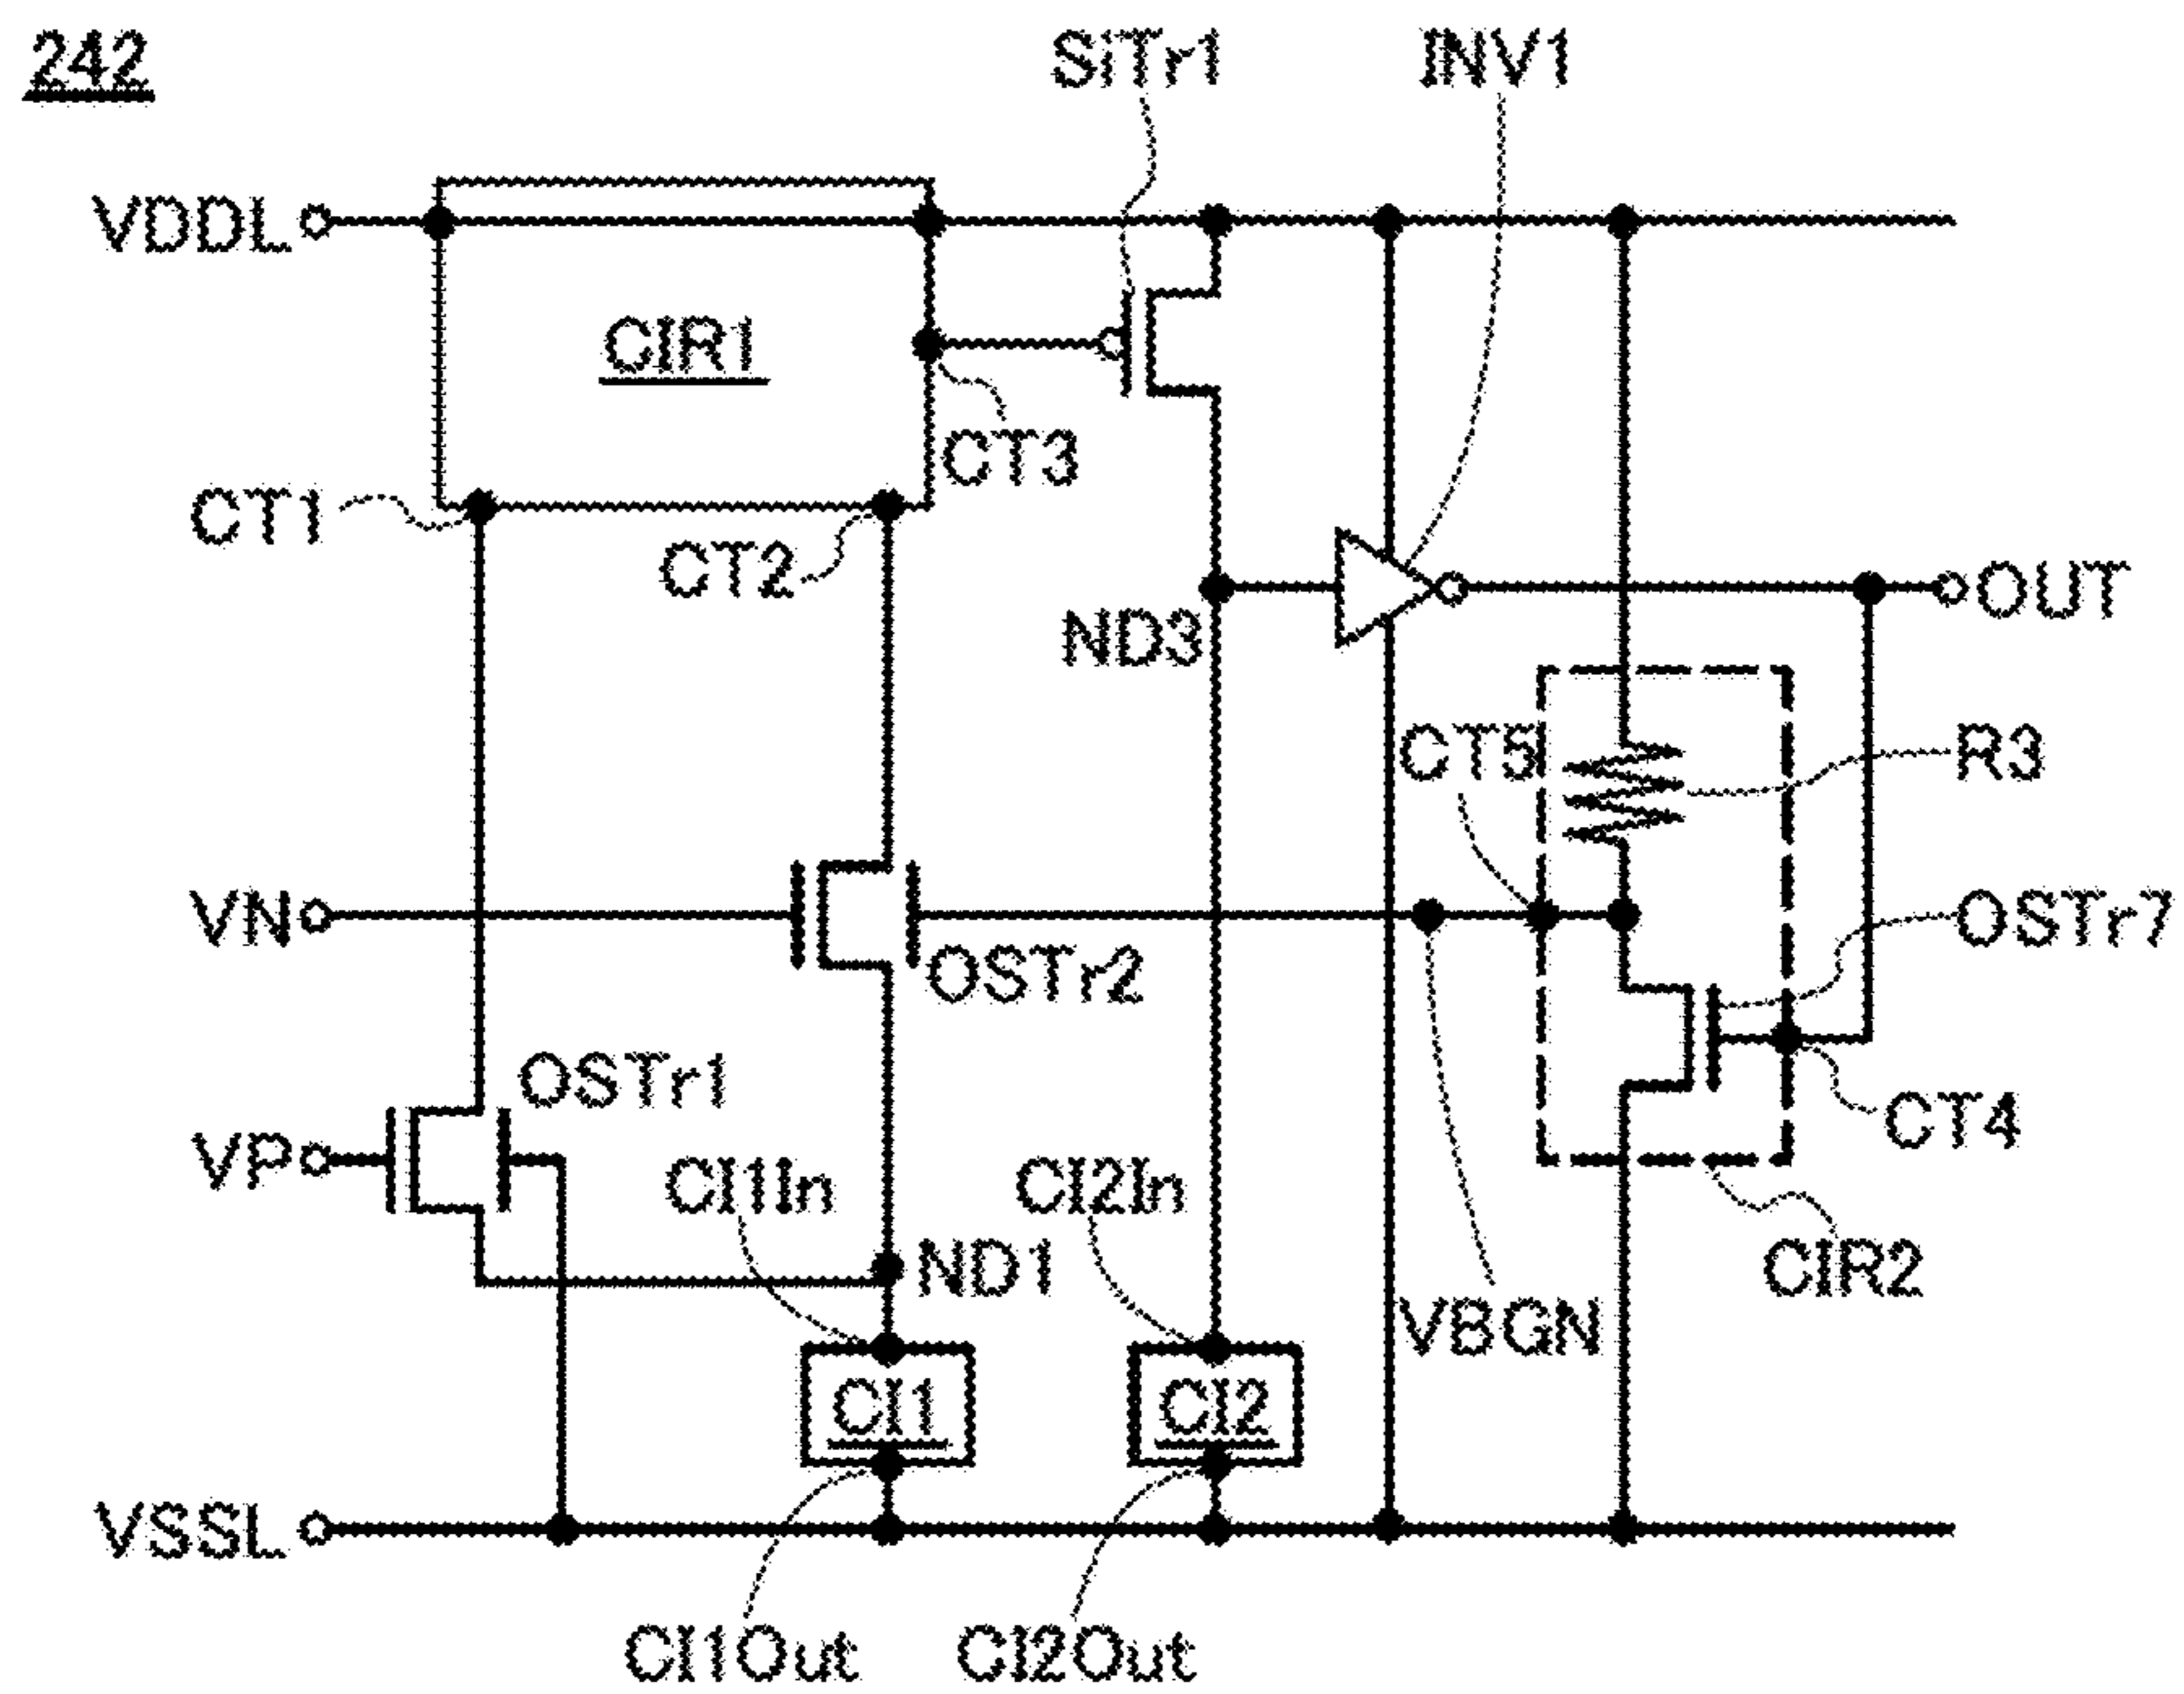 242
SiTr1
INV1
VDDL
CIR1
CT3
CT1
CT2
OUT
ND3
CT5
R3
VN
OSTr7
OSTr2
OSTr1
CT4
VP
CI1In
CI2In
ND1
CIR2
VBGN
CI1
CI2
VSSL
CI1Out
CI2Out